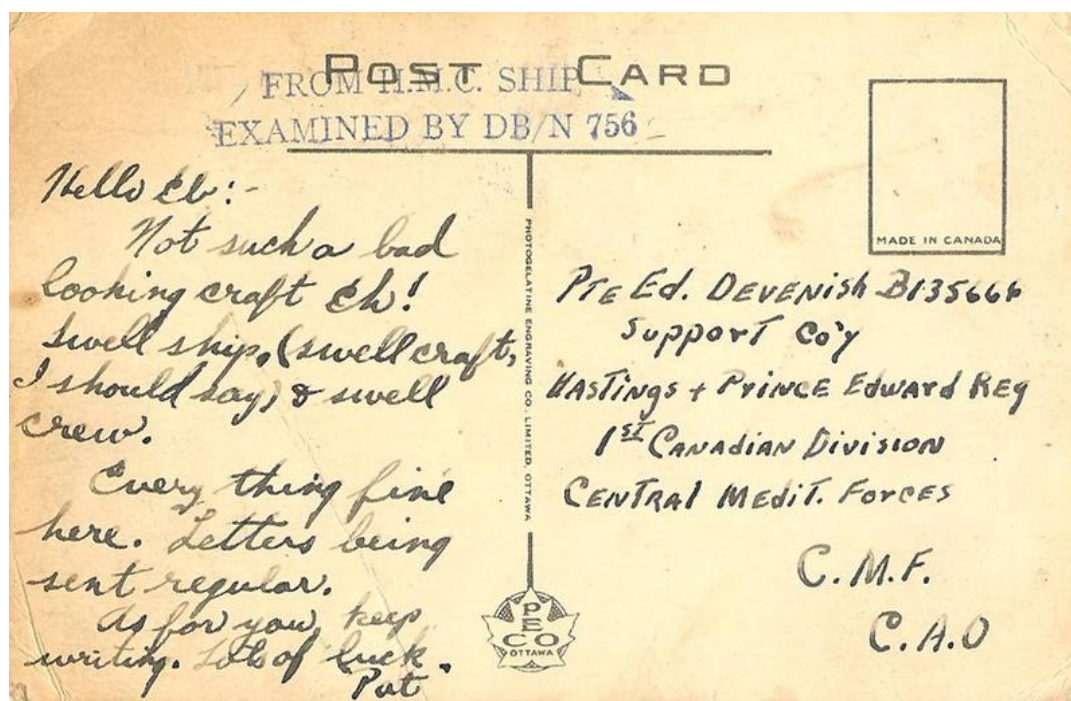 POST CARD
FROM H.M.C. SHIP
EXAMINED BY DB/N 756
Hello Eb:-
Not such a bad
looking craft Eh!
Swell ship, (swell craft,
I should say) & swell
crew.
Every thing fine
here. Letters being
sent regular.
As for you, keep
writing. Lots of luck.
Pat
PHOTOGELATINE ENGRAVING CO. LIMITED, OTTAWA
PECO
OTTAWA
MADE IN CANADA
Pte Ed. Devenish B135666
Support Co'y
Hastings + Prince Edward Reg
1st Canadian Division
Central Medit. Forces
C.M.F.
C.A.O